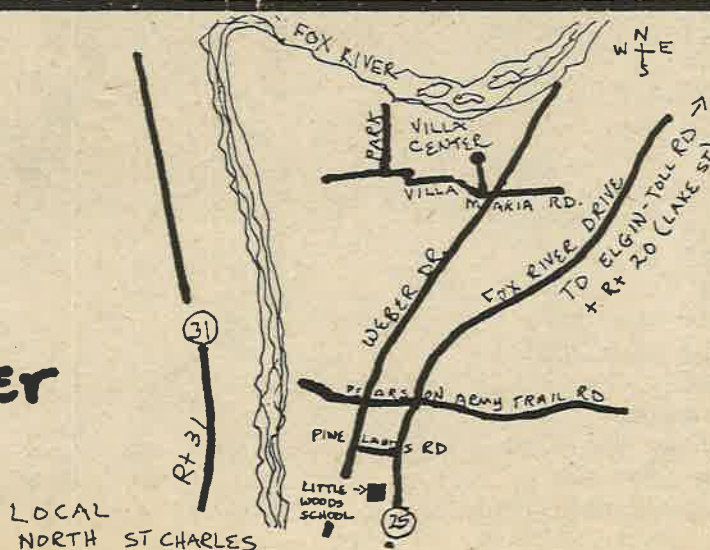 FOX RIVER
N
W E
S
PARK
VILLA
CENTER
VILLA MARIA RD.
WEBER DR.
FOX RIVER DRIVE
TO ELGIN-TOLL RD →
+ Rt 20 (LAKE ST)
31
Rt 31
ER
ARMY TRAIL RD
PINE LANDS RD
LITTLE →
WOODS
SCHOOL
25
LOCAL
NORTH ST CHARLES